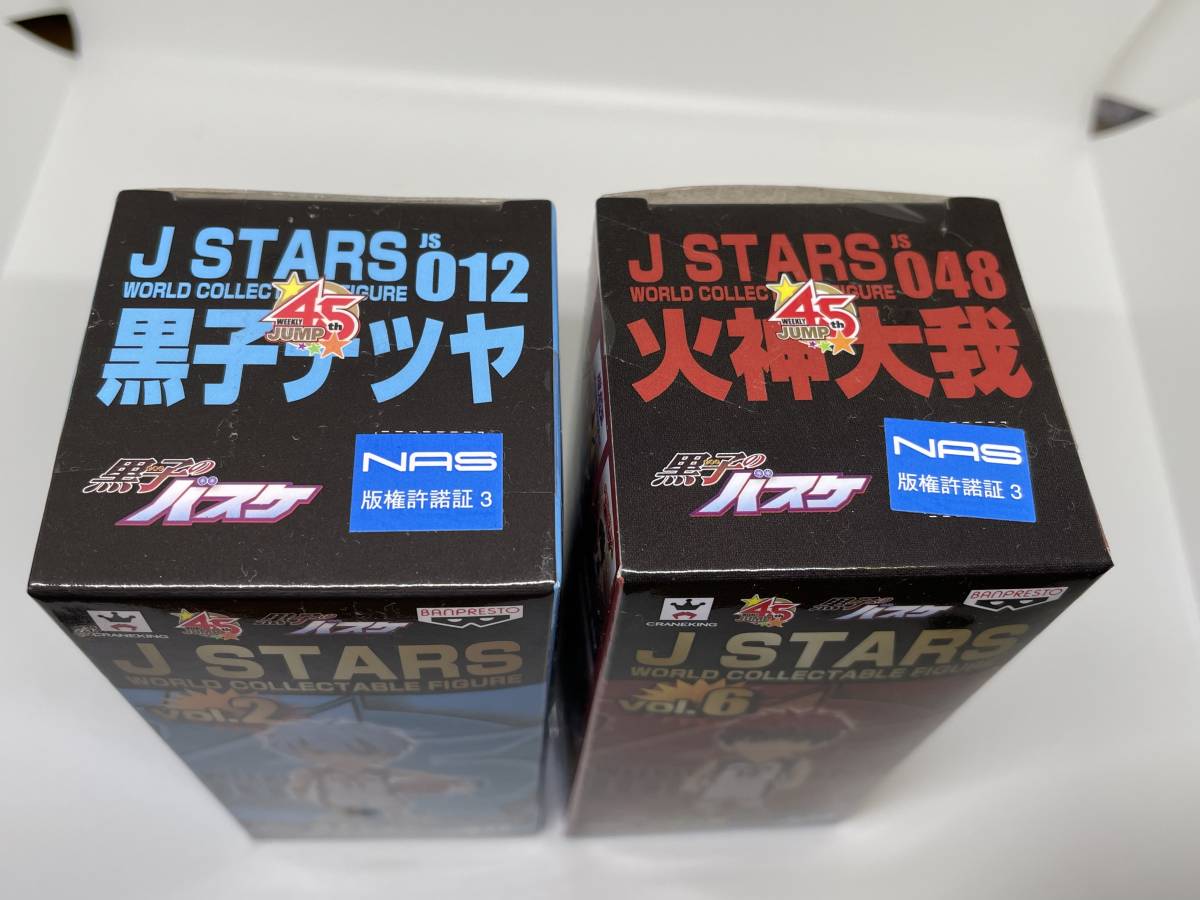 J STARS JS 012
WORLD COLLECTABLE FIGURE
45th
WEEKLY JUMP
黒子テツヤ
黒子の
バスケ
NAS
版権許諾証 3
CRANEKING
45
JUMP
黒子の
バスケ
BANPRESTO
J STARS
WORLD COLLECTABLE FIGURE
vol.2
J STARS JS 048
WORLD COLLECTABLE FIGURE
45th
WEEKLY JUMP
火神大我
黒子の
バスケ
NAS
版権許諾証 3
CRANEKING
45
JUMP
黒子の
バスケ
BANPRESTO
J STARS
WORLD COLLECTABLE FIGURE
vol.6